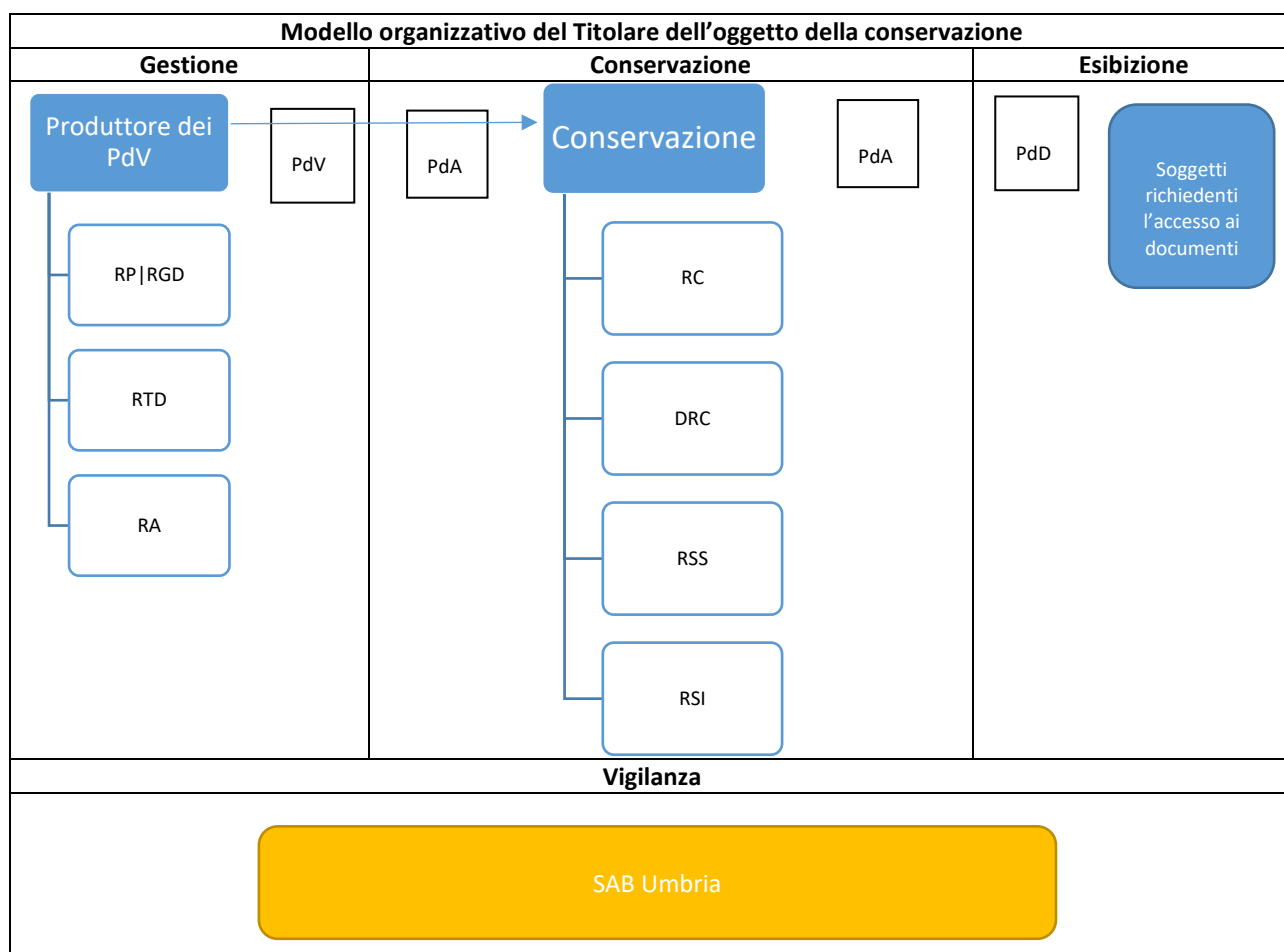 Modello organizzativo del Titolare dell’oggetto della conservazione
Gestione
Conservazione
Esibizione
Produttore dei
PdV
PdV
RP|RGD
RTD
RA
PdA
Conservazione
PdA
RC
DRC
RSS
RSI
PdD
Soggetti
richiedenti
l’accesso ai
documenti
Vigilanza
SAB Umbria